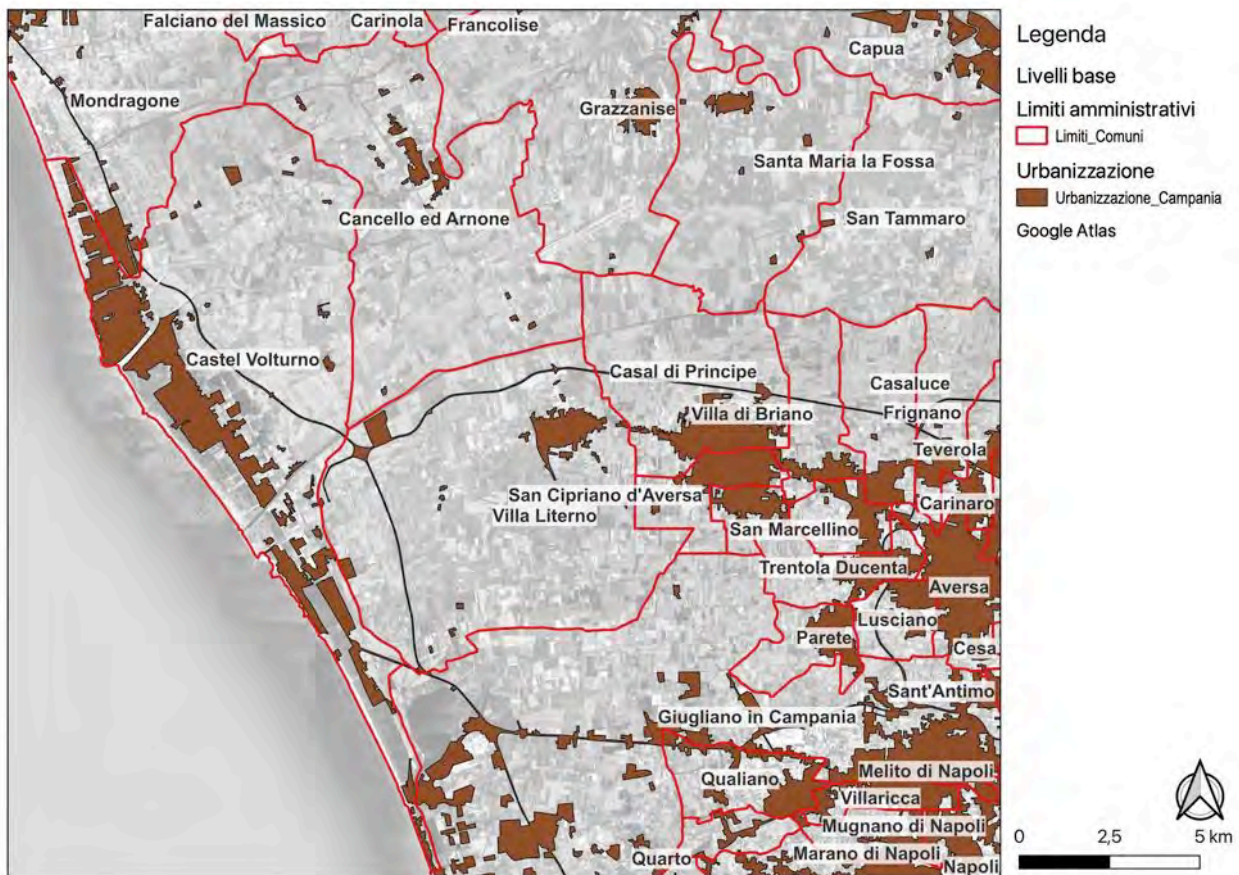 Falciano del Massico
Carinola
Francolise
Capua
Mondragone
Grazzanise
Santa Maria la Fossa
Cancello ed Arnone
San Tammaro
Castel Volturno
Casal di Principe
Casaluce
Villa di Briano
Frignano
Teverola
San Cipriano d'Aversa
Villa Literno
Carinaro
San Marcellino
Trentola Ducenta
Aversa
Lusciano
Parete
Cesa
Sant'Antimo
Giugliano in Campania
Qualiano
Melito di Napoli
Villaricca
Mugnano di Napoli
Quarto
Marano di Napoli
Napoli
Legenda
Livelli base
Limiti amministrativi
Limiti_Comuni
Urbanizzazione
Urbanizzazione_Campania
Google Atlas
0 2,5 5 km